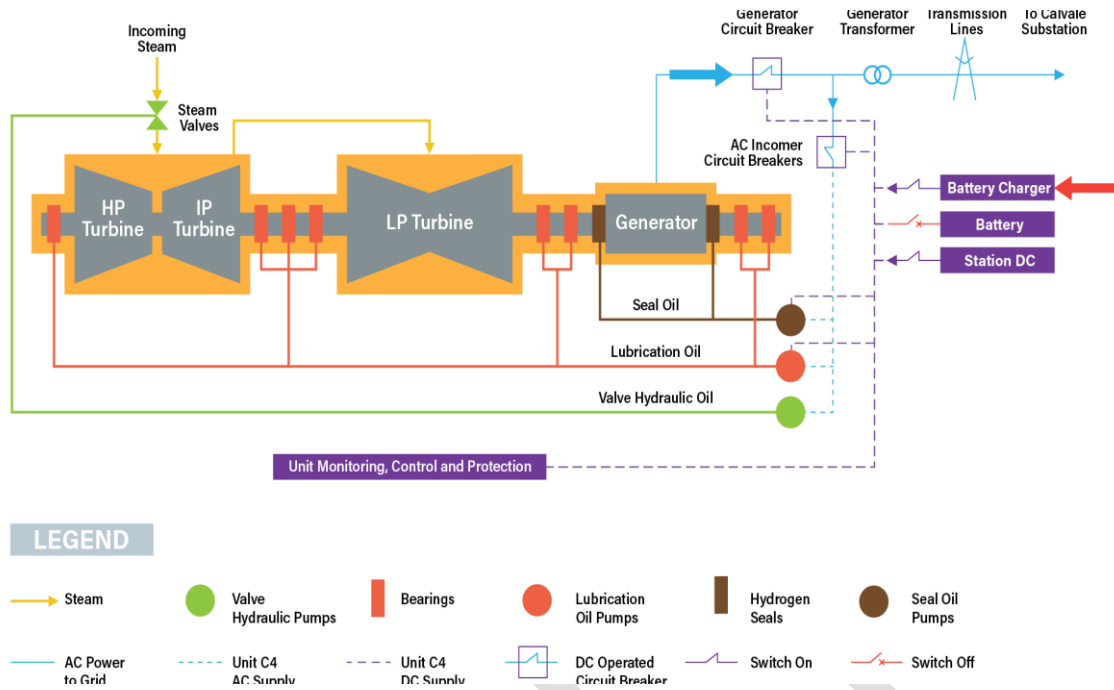 Incoming
Steam
Steam
Valves
Generator
Circuit Breaker
Generator
Transformer
Transmission
Lines
To Calvale
Substation
AC Incomer
Circuit Breakers
Battery Charger
Battery
Station DC
HP
Turbine
IP
Turbine
LP Turbine
Generator
Seal Oil
Lubrication Oil
Valve Hydraulic Oil
Unit Monitoring, Control and Protection
LEGEND
Steam
Valve
Hydraulic Pumps
Bearings
Lubrication
Oil Pumps
Hydrogen
Seals
Seal Oil
Pumps
AC Power
to Grid
Unit C4
AC Supply
Unit C4
DC Supply
DC Operated
Circuit Breaker
Switch On
Switch Off